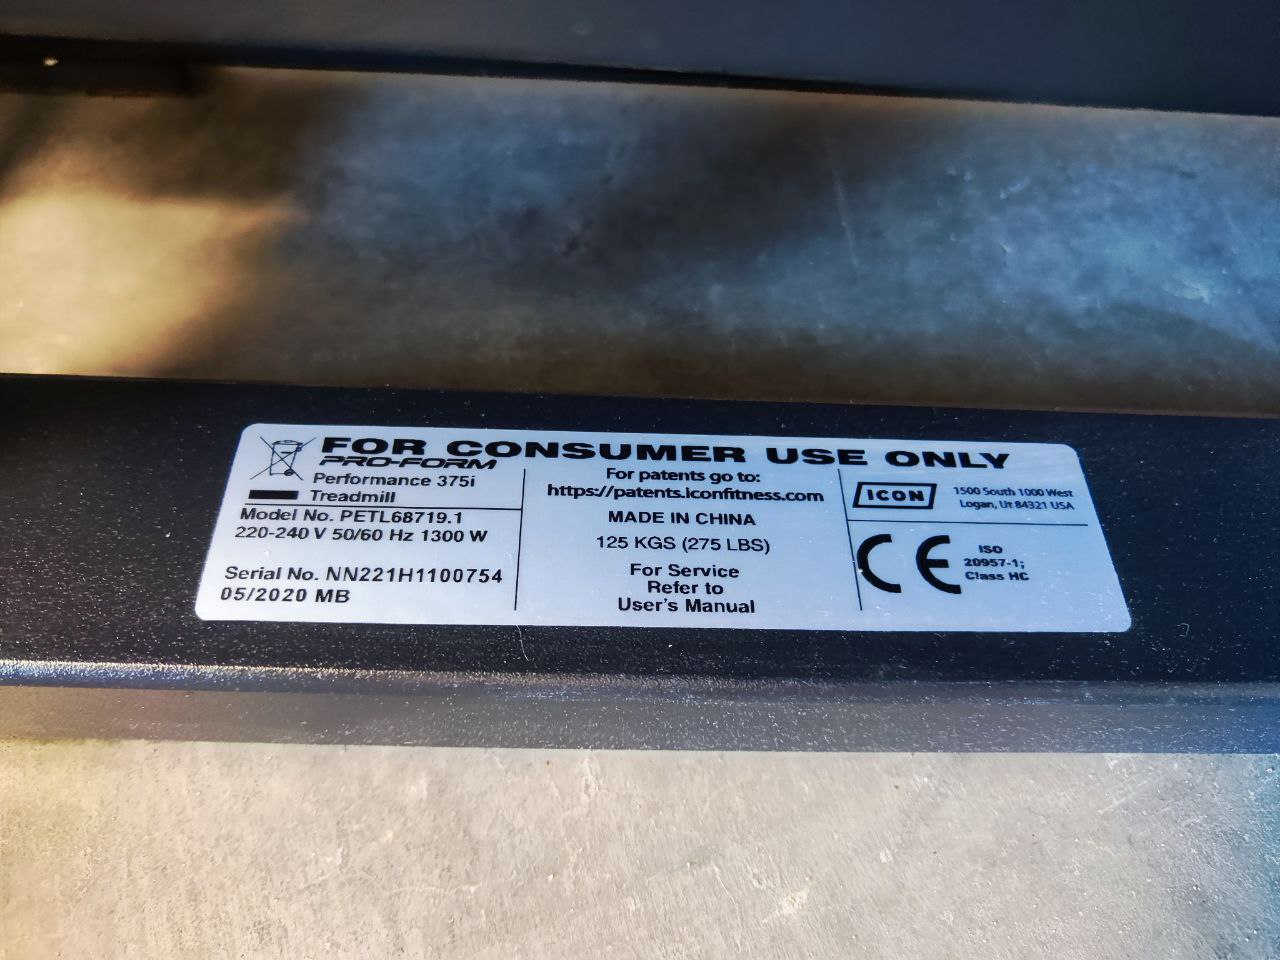 FOR CONSUMER USE ONLY
PRO-FORM
Performance 375i
Treadmill
Model No. PETL68719.1
220-240 V 50/60 Hz 1300 W
Serial No. NN221H1100754
05/2020 MB
For patents go to:
https://patents.iconfitness.com
MADE IN CHINA
125 KGS (275 LBS)
For Service
Refer to
User's Manual
ICON
1500 South 1000 West
Logan, UT 84321 USA
CE
ISO
20957-1;
Class HC